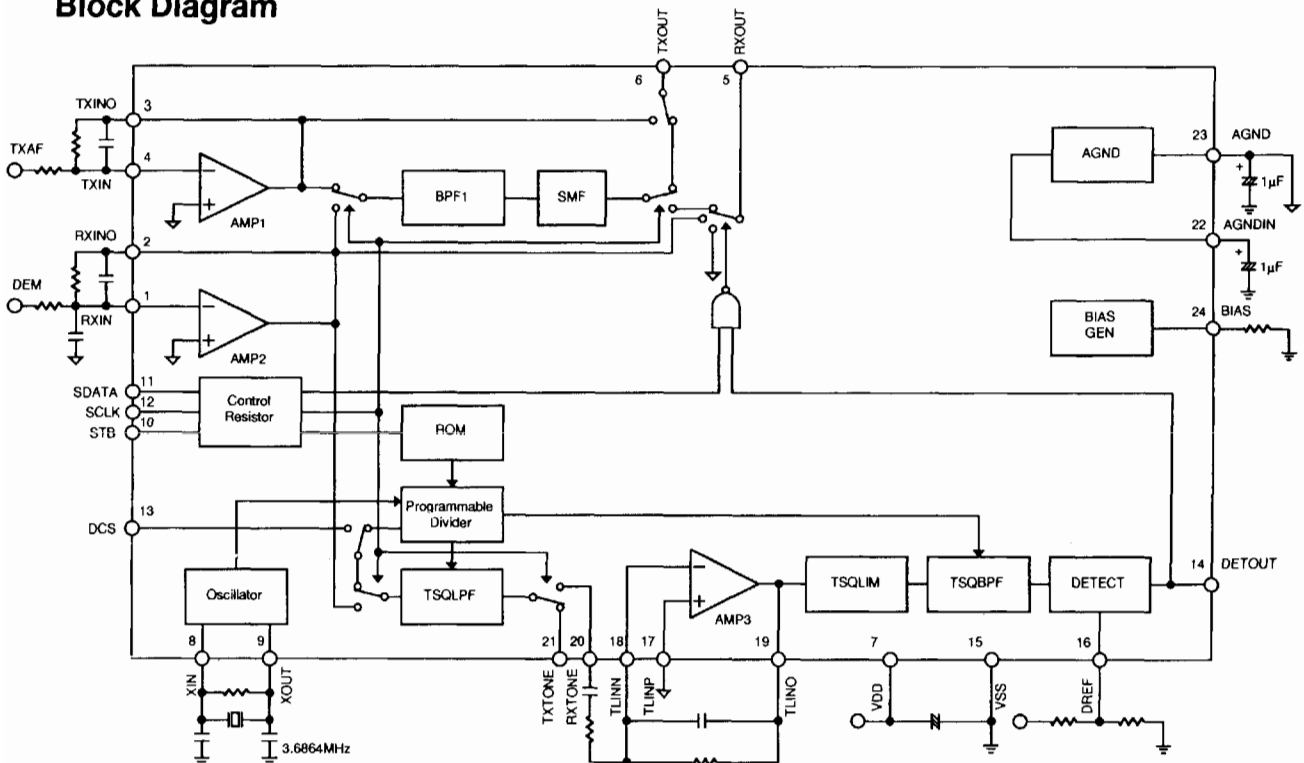 Block Diagram
TXOUT
RXOUT
6
5
TXINO
3
TXAF
4
TXIN
AMP1
BPF1
SMF
AGND
23
AGND
1μF
RXINO
2
22
AGNDIN
1μF
DEM
1
RXIN
AMP2
BIAS
GEN
24
BIAS
SDATA
11
SCLK
12
STB
10
Control
Resistor
ROM
DCS
13
Programmable
Divider
Oscillator
TSQLPF
AMP3
TSQLIM
TSQBPF
DETECT
14
DETOUT
8
9
21
20
18
17
19
7
15
16
XIN
XOUT
TXTONE
RXTONE
TLINN
TLINP
TLINO
VDD
VSS
DREF
3.6864MHz